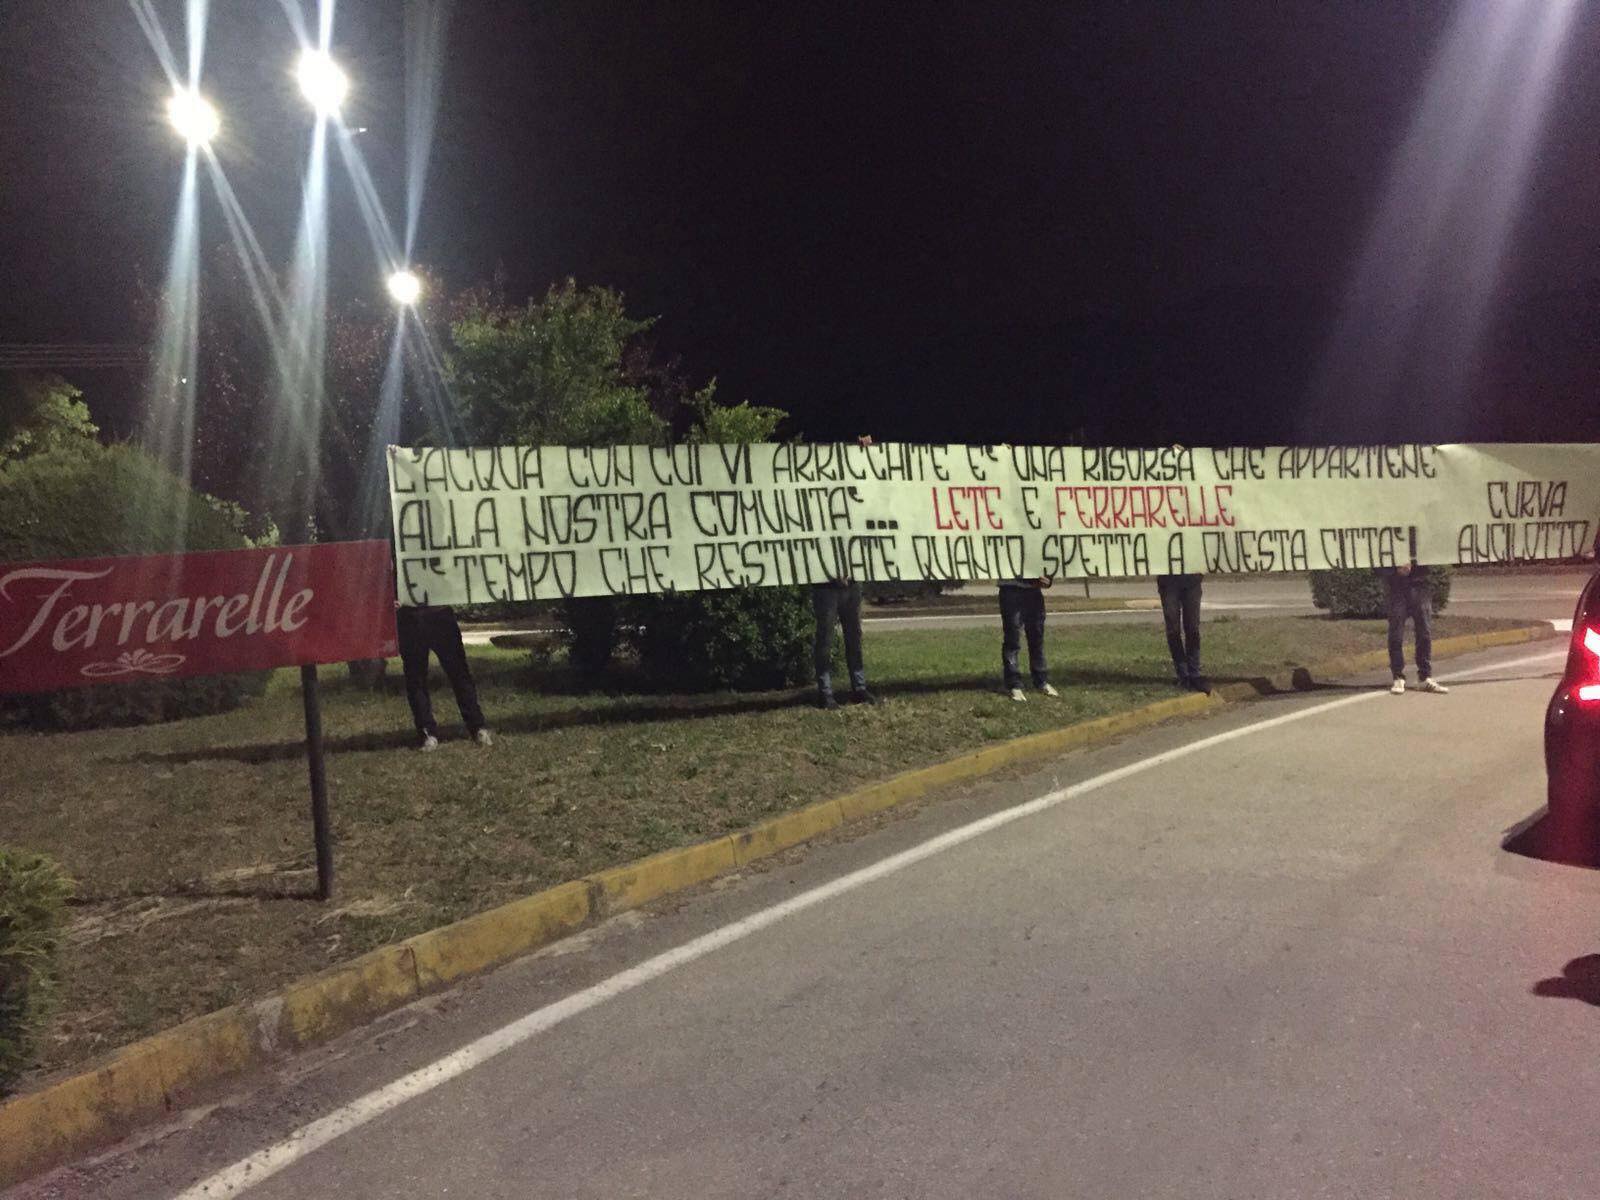 L'ACQUA CON CUI VI ARRICCHITE E' UNA RISORSA CHE APPARTIENE
ALLA NOSTRA COMUNITA'... LETE E FERRARELLE
E' TEMPO CHE RESTITUIATE QUANTO SPETTA A QUESTA CITTA'!
CURVA
ANCILOTTO
Ferrarelle